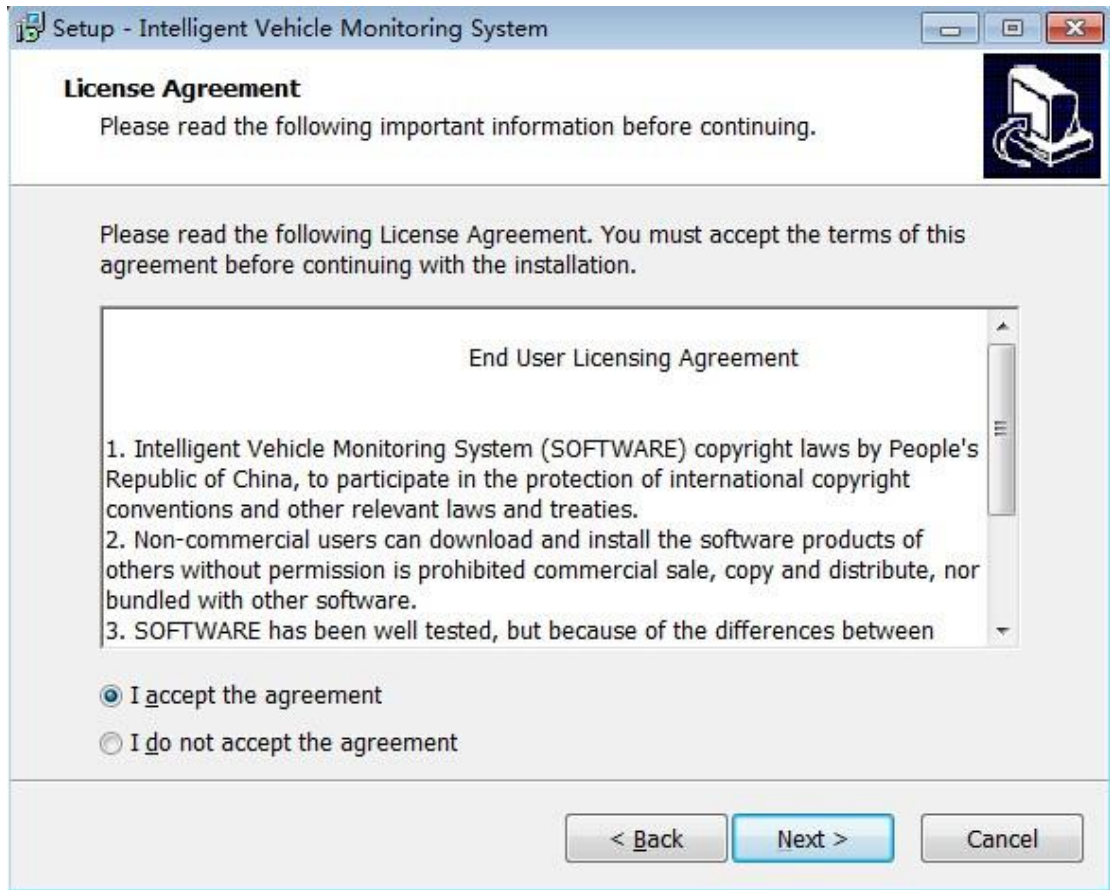 Setup - Intelligent Vehicle Monitoring System
License Agreement
Please read the following important information before continuing.
Please read the following License Agreement. You must accept the terms of this
agreement before continuing with the installation.
End User Licensing Agreement
1. Intelligent Vehicle Monitoring System (SOFTWARE) copyright laws by People's
Republic of China, to participate in the protection of international copyright
conventions and other relevant laws and treaties.
2. Non-commercial users can download and install the software products of
others without permission is prohibited commercial sale, copy and distribute, nor
bundled with other software.
3. SOFTWARE has been well tested, but because of the differences between
I accept the agreement
I do not accept the agreement
< Back Next > Cancel